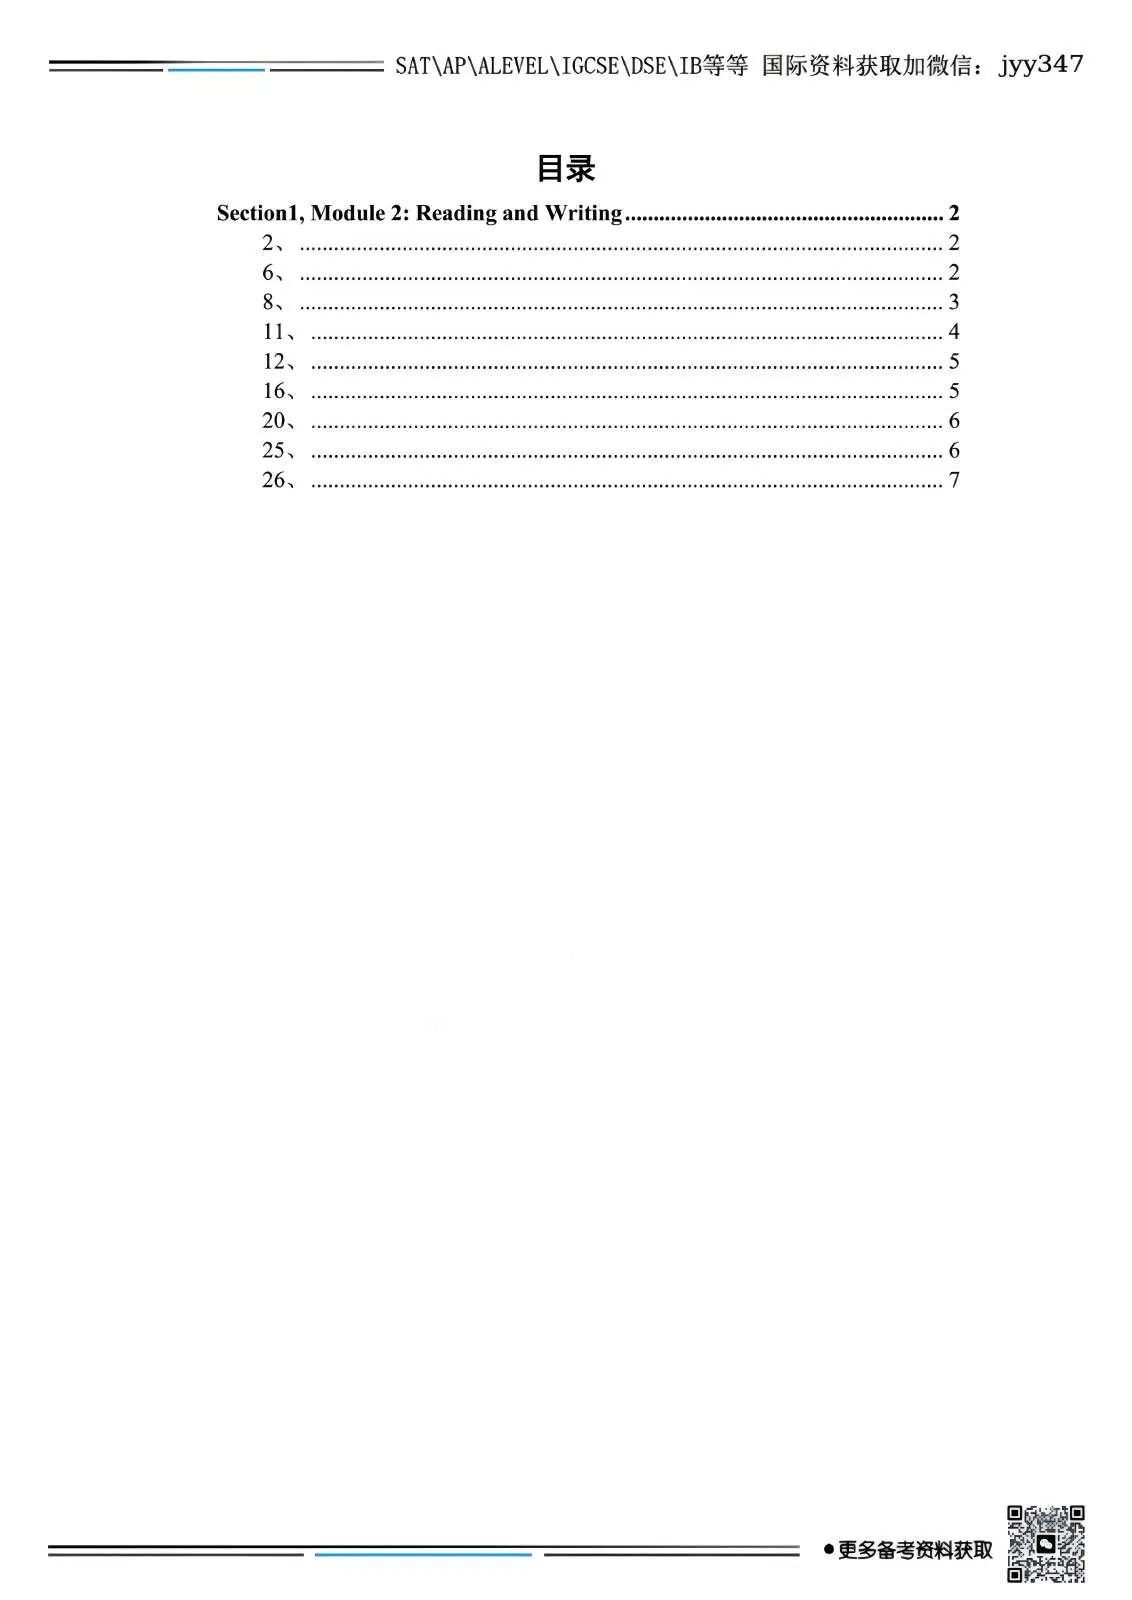 SAT\AP\ALEVEL\IGCSE\DSE\IB等等 国际资料获取加微信：jyy347
目录
Section1, Module 2: Reading and Writing........................................................ 2
2、 .................................................................................................................. 2
6、 .................................................................................................................. 2
8、 .................................................................................................................. 3
11、 ................................................................................................................ 4
12、 ................................................................................................................ 5
16、 ................................................................................................................ 5
20、 ................................................................................................................ 6
25、 ................................................................................................................ 6
26、 ................................................................................................................ 7
●更多备考资料获取